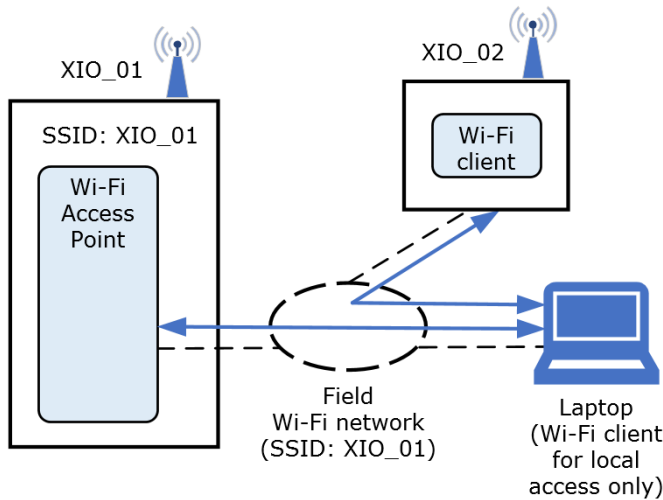 XIO_01
XIO_02
SSID: XIO_01
Wi-Fi
Access
Point
Wi-Fi
client
Field
Wi-Fi network
(SSID: XIO_01)
Laptop
(Wi-Fi client
for local
access only)